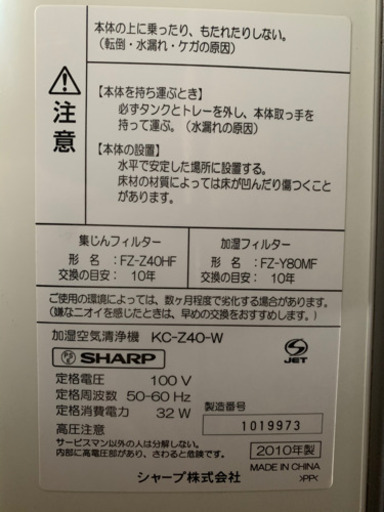 本体の上に乗ったり、もたれたりしない。
（転倒・水漏れ・ケガの原因）
注意
【本体を持ち運ぶとき】
必ずタンクとトレーを外し、本体取っ手を
持って運ぶ。（水漏れの原因）
【本体の設置】
水平で安定した場所に設置する。
床材の材質によっては床が凹んだり傷つくことが
があります。
集じんフィルター
形 名 :FZ-Z40HF
交換の目安: 10年
加湿フィルター
形 名 :FZ-Y80MF
交換の目安: 10年
ご使用の環境によっては、数ヶ月程度で劣化する場合があります。
（嫌なニオイを感じたときは、早めの交換をおすすめします）
加湿空気清浄機 KC-Z40-W
SHARP
JET
定格電圧 100 V
定格周波数 50-60 Hz
定格消費電力 32 W
高圧注意
製造番号
1019973
サービスマン以外の人は分解しない。
内部に高電圧部があり、さわると危険です。
2010年製
MADE IN CHINA
シャープ株式会社
>PP<